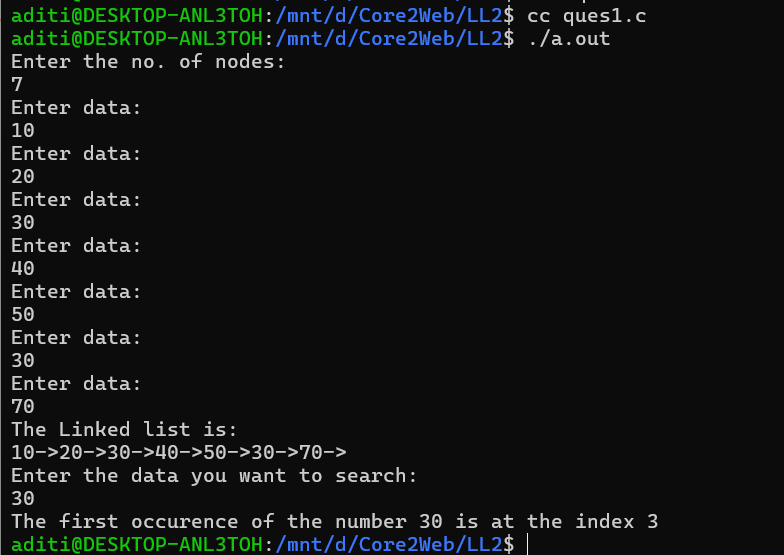 aditi@DESKTOP-ANL3TOH:/mnt/d/Core2Web/LL2$ cc ques1.c
aditi@DESKTOP-ANL3TOH:/mnt/d/Core2Web/LL2$ ./a.out
Enter the no. of nodes:
7
Enter data:
10
Enter data:
20
Enter data:
30
Enter data:
40
Enter data:
50
Enter data:
30
Enter data:
70
The Linked list is:
10->20->30->40->50->30->70->
Enter the data you want to search:
30
The first occurence of the number 30 is at the index 3
aditi@DESKTOP-ANL3TOH:/mnt/d/Core2Web/LL2$